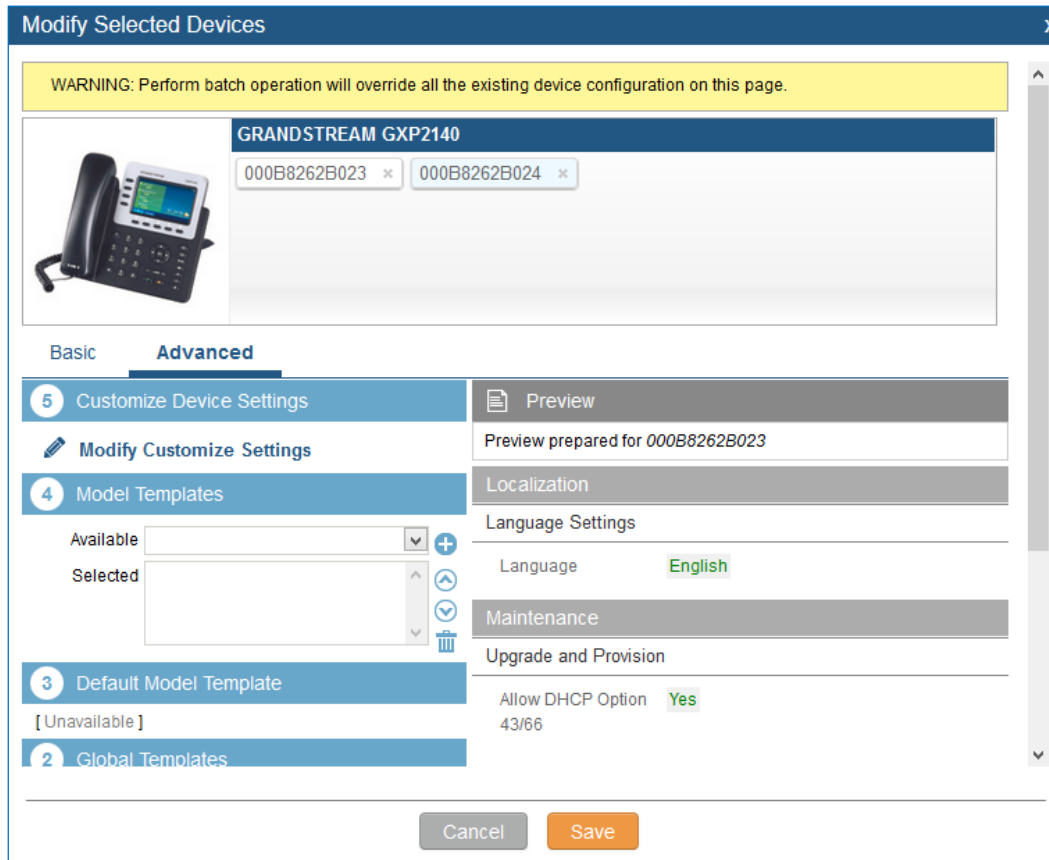 Modify Selected Devices
WARNING: Perform batch operation will override all the existing device configuration on this page.
GRANDSTREAM GXP2140
000B8262B023 × 000B8262B024 ×
Basic Advanced
5 Customize Device Settings
Modify Customize Settings
4 Model Templates
Available
Selected
3 Default Model Template
[ Unavailable ]
2 Global Templates
Preview
Preview prepared for 000B8262B023
Localization
Language Settings
Language English
Maintenance
Upgrade and Provision
Allow DHCP Option Yes
43/66
Cancel Save